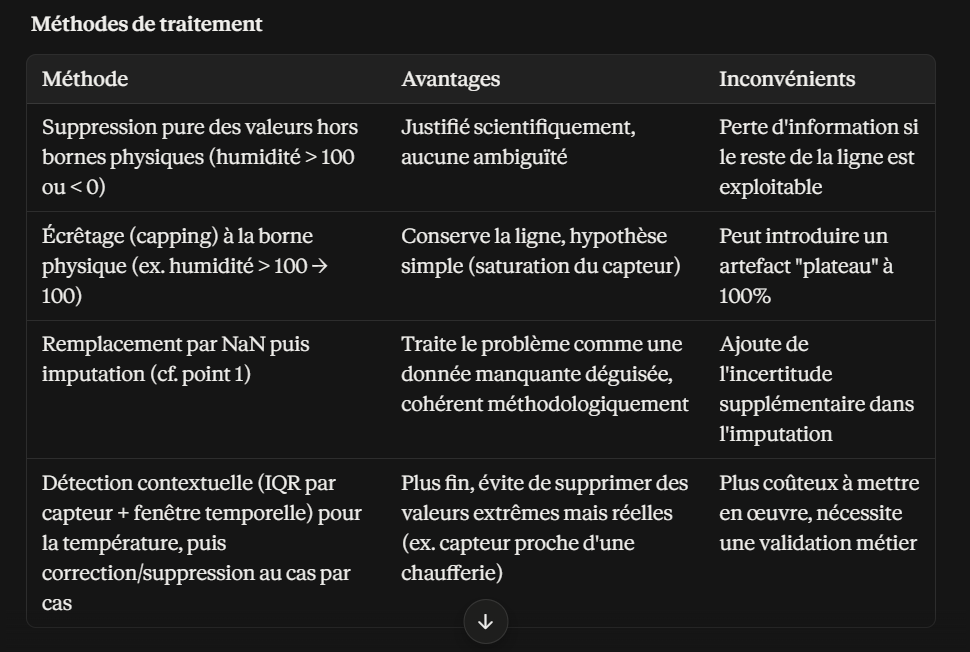 Méthodes de traitement
Méthode
Avantages
Inconvénients
Suppression pure des valeurs hors
bornes physiques (humidité > 100
ou < 0)
Justifié scientifiquement,
aucune ambiguïté
Perte d'information si
le reste de la ligne est
exploitable
Écrêtage (capping) à la borne
physique (ex. humidité > 100 →
100)
Conserve la ligne, hypothèse
simple (saturation du capteur)
Peut introduire un
artefact "plateau" à
100%
Remplacement par NaN puis
imputation (cf. point 1)
Traite le problème comme une
donnée manquante déguisée,
cohérent méthodologiquement
Ajoute de
l'incertitude
supplémentaire dans
l'imputation
Détection contextuelle (IQR par
capteur + fenêtre temporelle) pour
la température, puis
correction/suppression au cas par
cas
Plus fin, évite de supprimer des
valeurs extrêmes mais réelles
(ex. capteur proche d'une
chaufferie)
Plus coûteux à mettre
en œuvre, nécessite
une validation métier